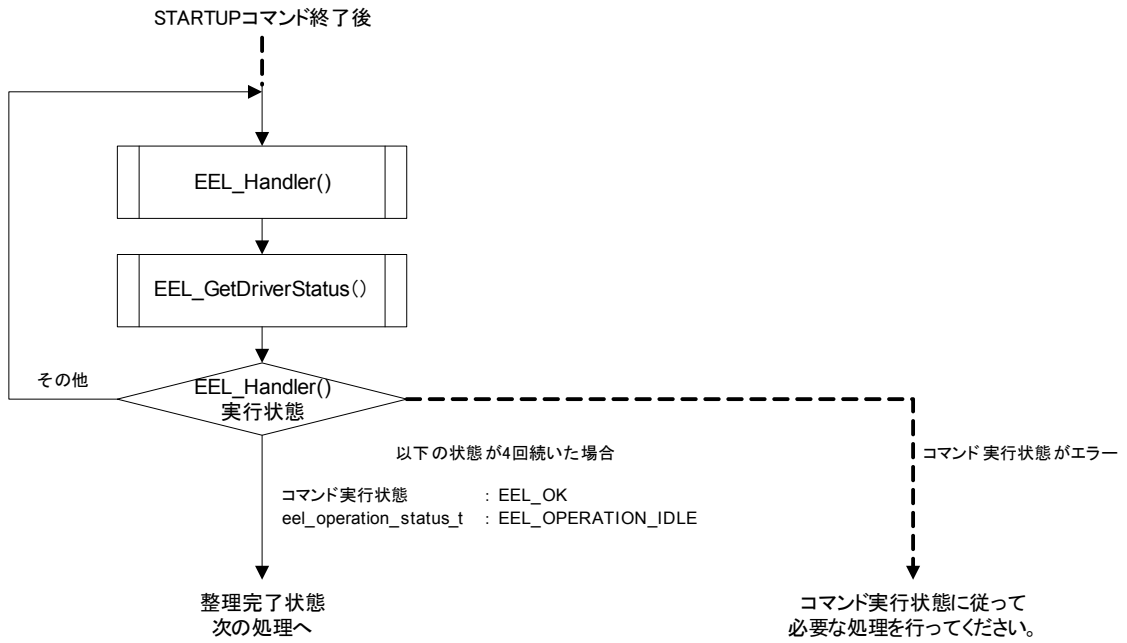 STARTUPコマンド終了後
EEL_Handler()
EEL_GetDriverStatus()
その他
EEL_Handler()
実行状態
以下の状態が4回続いた場合
コマンド実行状態がエラー
コマンド実行状態 : EEL_OK
eel_operation_status_t : EEL_OPERATION_IDLE
整理完了状態
次の処理へ
コマンド実行状態に従って
必要な処理を行ってください。